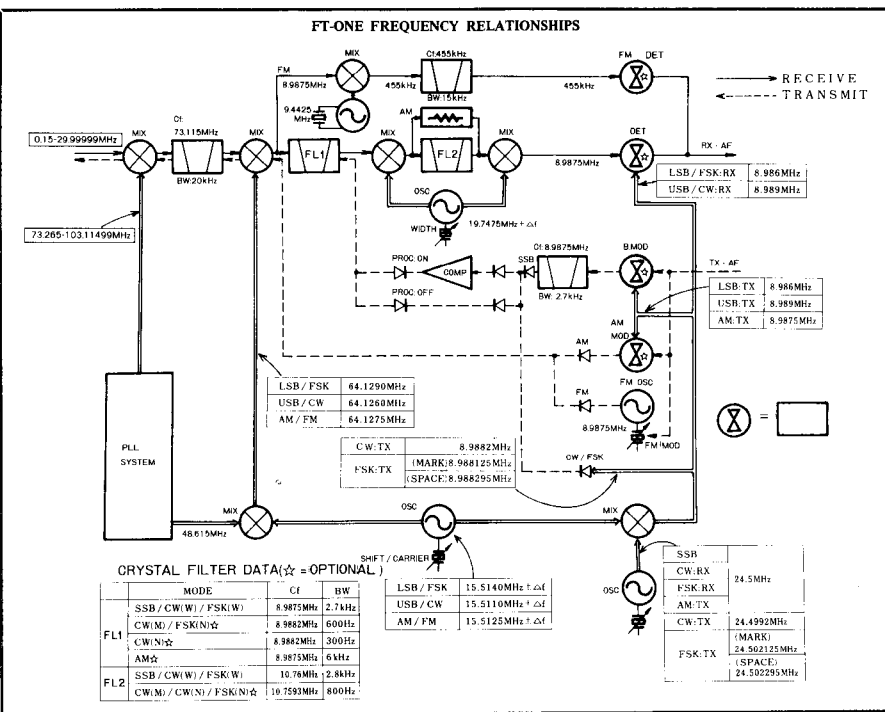 FT-ONE FREQUENCY RELATIONSHIPS
RECEIVE
TRANSMIT
FM
8.9875MHz
MIX
9.4425
MHz
455kHz
Cf:455kHz
BW:15kHz
455kHz
FM DET
☆
0.15-29.99999MHz
MIX
Cf:
73.115MHz
BW:20kHz
MIX
FL1
MIX
AM
FL2
MIX
8.9875MHz
DET
☆
RX·AF
OSC
WIDTH
19.7475MHz ± Δf
LSB/FSK:RX 8.986MHz
USB/CW:RX 8.989MHz
73.265-103.11499MHz
PROC:ON
COMP
SSB
Cf:8.9875MHz
BW: 2.7kHz
B.MOD
☆
TX·AF
PROC:OFF
LSB:TX 8.986MHz
USB:TX 8.989MHz
AM:TX 8.9875MHz
AM
MOD
☆
AM
LSB/FSK 64.1290MHz
USB/CW 64.1260MHz
AM/FM 64.1275MHz
FM
FM OSC
8.9875MHz
FM MOD
=
PLL
SYSTEM
CW:TX 8.9882MHz
FSK:TX (MARK)8.988125MHz
(SPACE)8.988295MHz
CW/FSK
MIX
48.615MHz
OSC
SHIFT/CARRIER
MIX
OSC
LSB/FSK 15.5140MHz ± Δf
USB/CW 15.5110MHz ± Δf
AM/FM 15.5125MHz ± Δf
SSB
CW:RX
FSK:RX
AM:TX
24.5MHz
CW:TX 24.4992MHz
FSK:TX (MARK)
24.502125MHz
(SPACE)
24.502295MHz
CRYSTAL FILTER DATA(☆=OPTIONAL)
MODE Cf BW
FL1 SSB/CW(W)/FSK(W) 8.9875MHz 2.7kHz
CW(M)/FSK(N)☆ 8.9882MHz 600Hz
CW(N)☆ 8.9882MHz 300Hz
AM☆ 8.9875MHz 6kHz
FL2 SSB/CW(W)/FSK(W) 10.76MHz 2.8kHz
CW(M)/CW(N)/FSK(N)☆ 10.7593MHz 800Hz